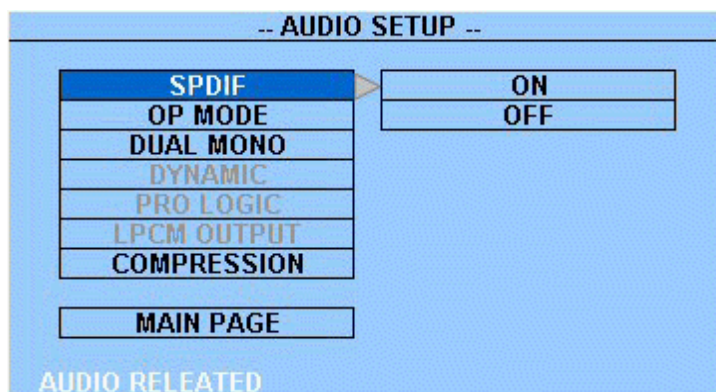 -- AUDIO SETUP --
SPDIF ON
OP MODE OFF
DUAL MONO
DYNAMIC
PRO LOGIC
LPCM OUTPUT
COMPRESSION
MAIN PAGE
AUDIO RELEATED